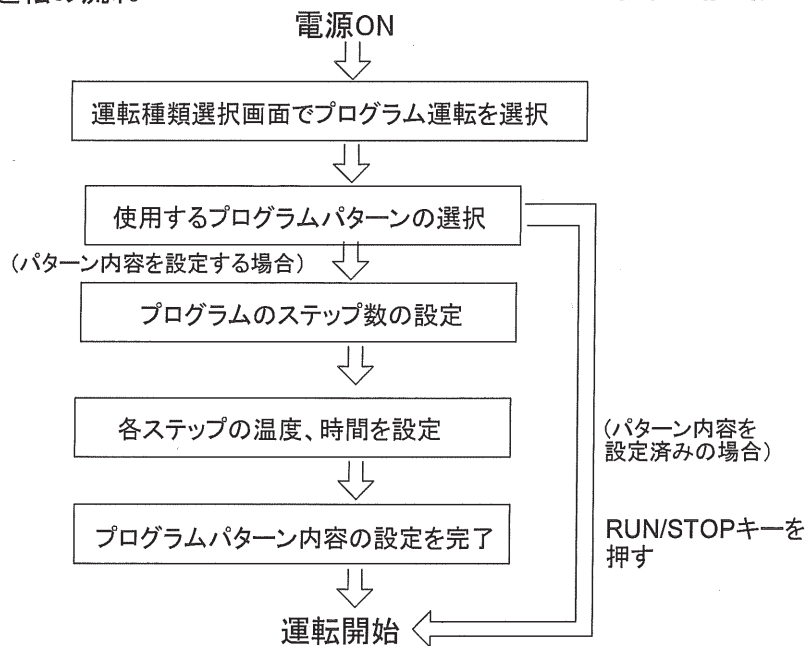 電源ON
運転種類選択画面でプログラム運転を選択
使用するプログラムパターンの選択
（パターン内容を設定する場合）
プログラムのステップ数の設定
各ステップの温度、時間を設定
（パターン内容を
設定済みの場合）
プログラムパターン内容の設定を完了
RUN/STOPキーを
押す
運転開始